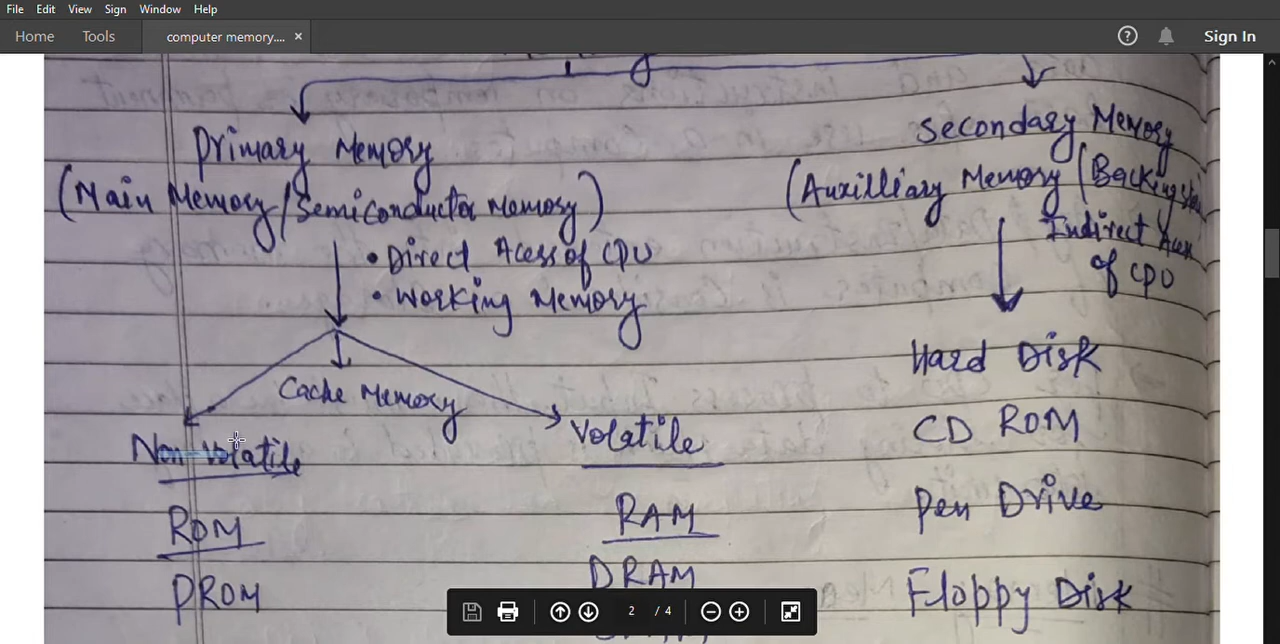 File Edit View Sign Window Help
Home Tools computer memory.... × Sign In
Primary Memory
(Main Memory/Semiconductor Memory)
• Direct Acess of CPU
• Working Memory
Cache Memory
Non-Volatile
ROM
PROM
Volatile
RAM
DRAM
Secondary Memory
(Auxilliary Memory/Backing
Indirect
of CPU
Hard Disk
CD ROM
Pen Drive
Floppy Disk
2 / 4